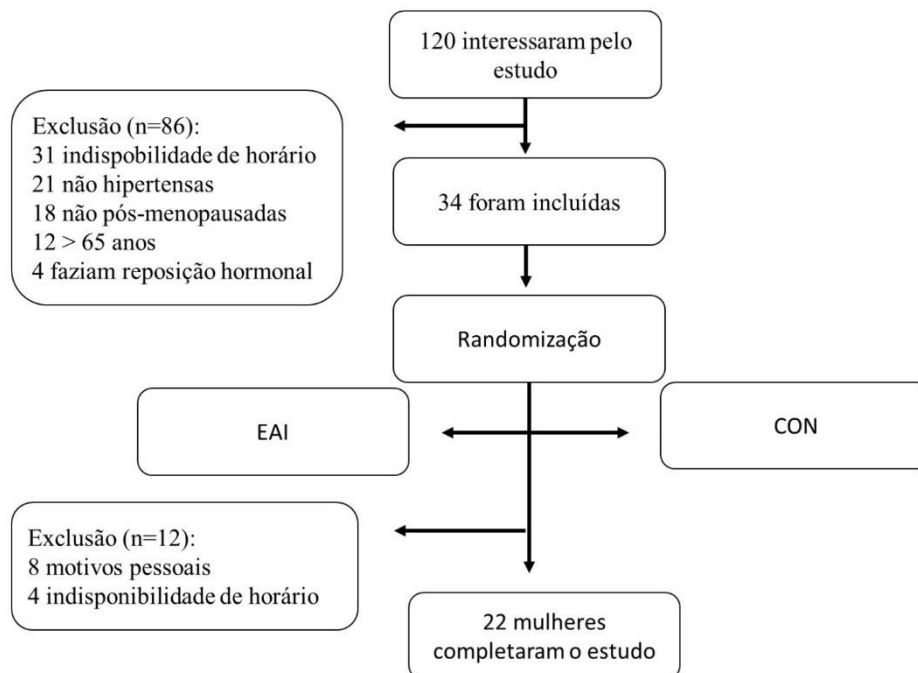 120 interessaram pelo
estudo
Exclusão (n=86):
31 indispobilidade de horário
21 não hipertensas
18 não pós-menopausadas
12 > 65 anos
4 faziam reposição hormonal
34 foram incluídas
Randomização
EAI
CON
Exclusão (n=12):
8 motivos pessoais
4 indisponibilidade de horário
22 mulheres
completaram o estudo